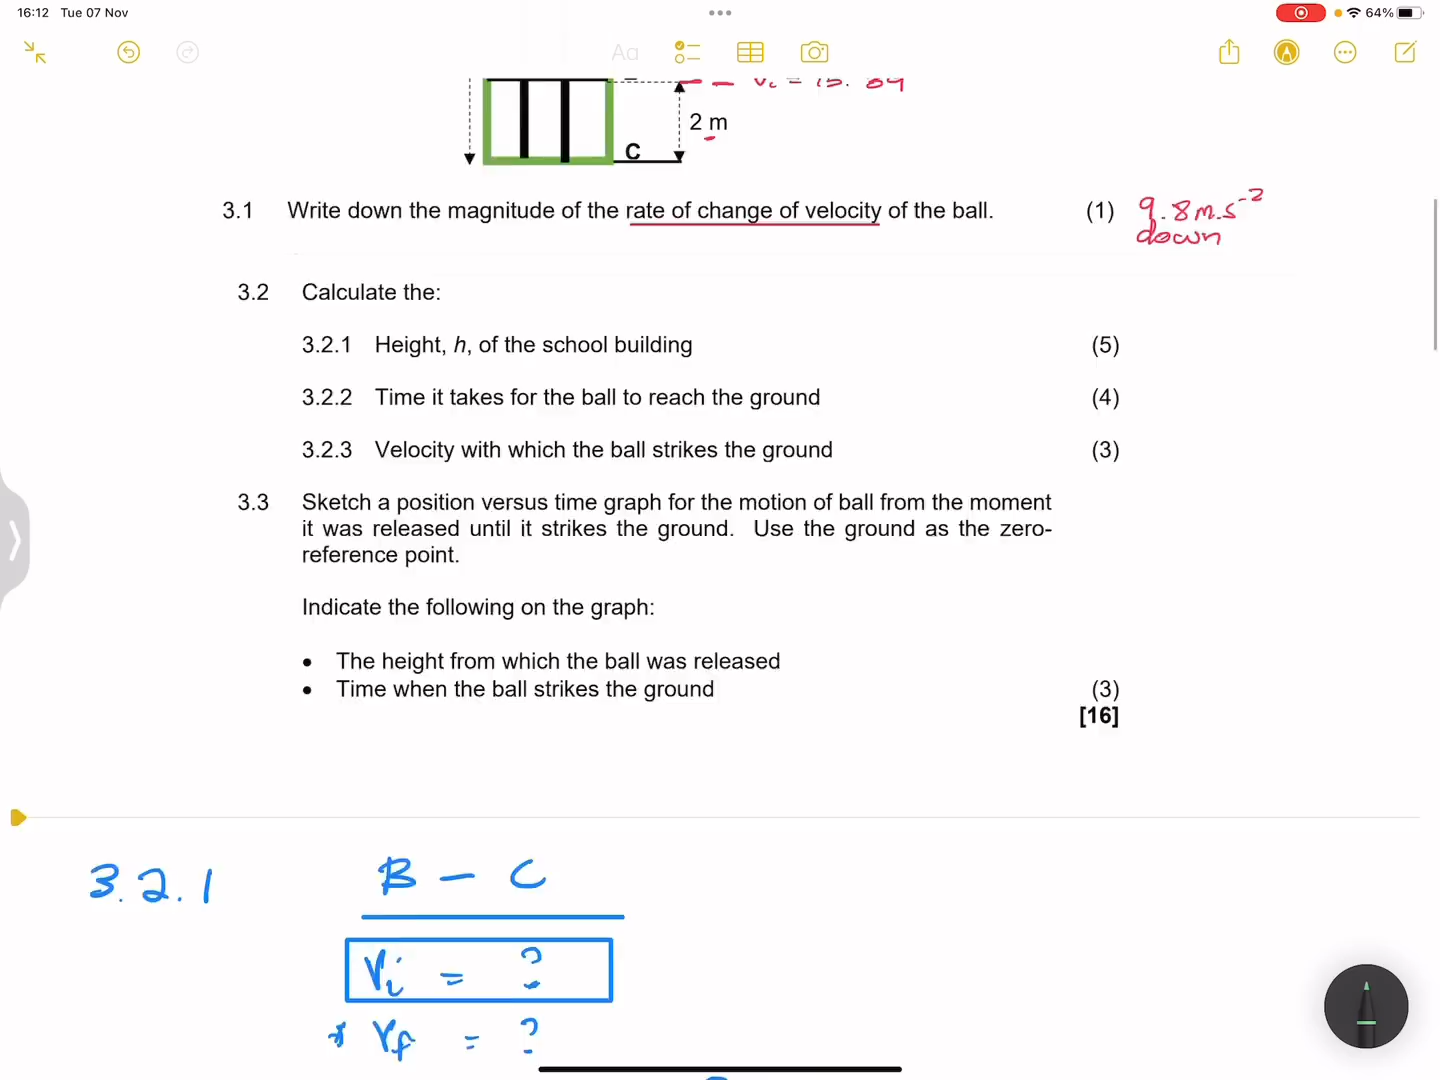 16:12 Tue 07 Nov
64%
Aa
2 m
C
3.1 Write down the magnitude of the rate of change of velocity of the ball. (1) 9.8 m.s⁻²
down
3.2 Calculate the:
3.2.1 Height, h, of the school building (5)
3.2.2 Time it takes for the ball to reach the ground (4)
3.2.3 Velocity with which the ball strikes the ground (3)
3.3 Sketch a position versus time graph for the motion of ball from the moment
it was released until it strikes the ground. Use the ground as the zero-
reference point.
Indicate the following on the graph:
• The height from which the ball was released
• Time when the ball strikes the ground (3)
[16]
3.2.1 B – C
vi = ?
* vf = ?